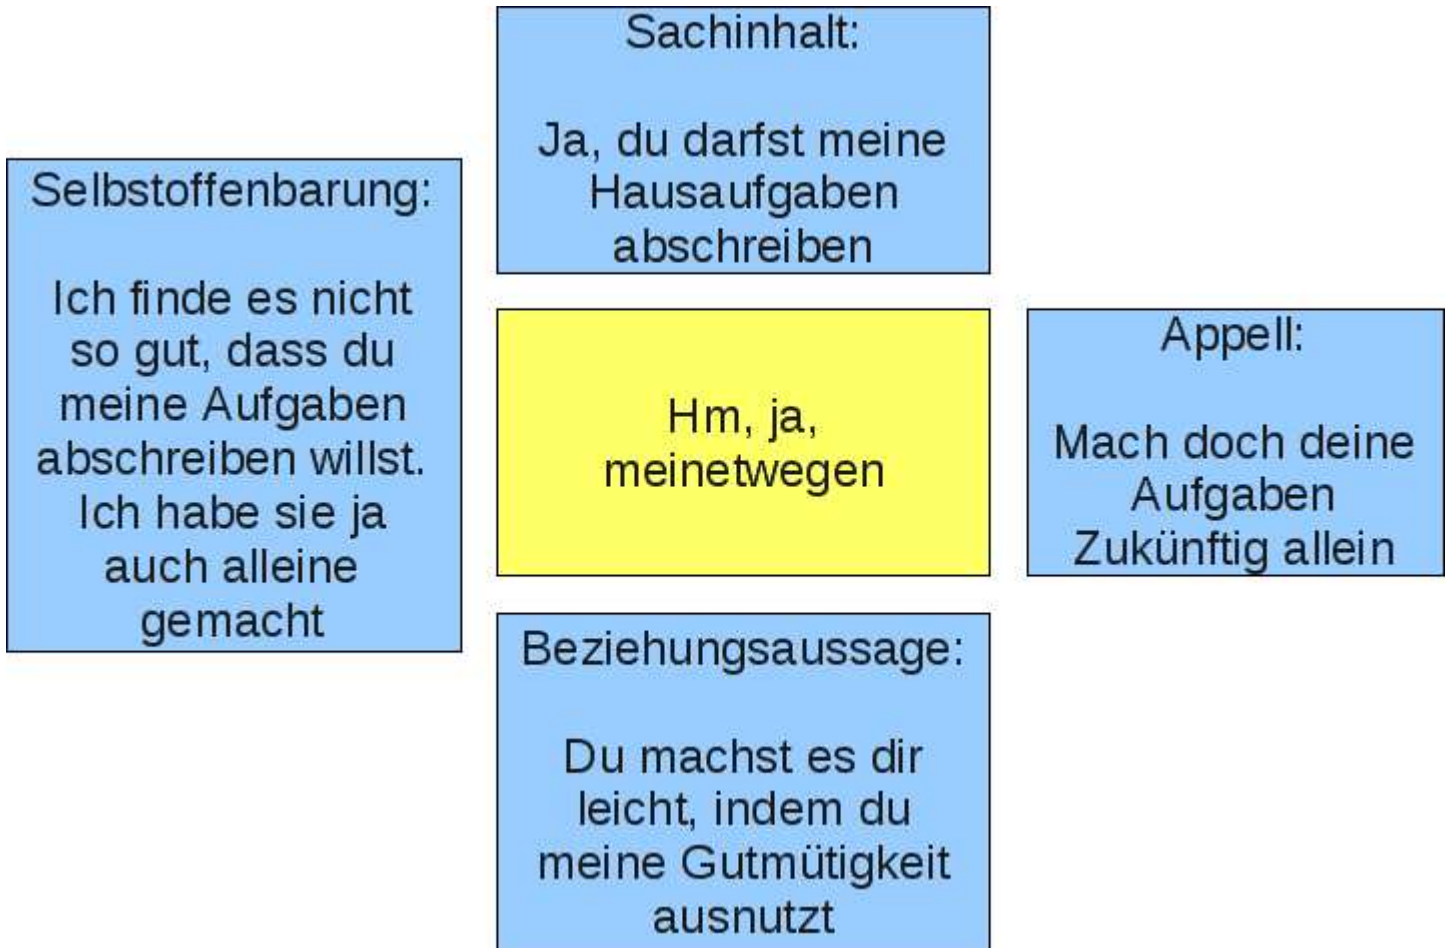 Sachinhalt:
Ja, du darfst meine
Hausaufgaben
abschreiben
Selbstoffenbarung:
Ich finde es nicht
so gut, dass du
meine Aufgaben
abschreiben willst.
Ich habe sie ja
auch alleine
gemacht
Hm, ja,
meinetwegen
Appell:
Mach doch deine
Aufgaben
Zukünftig allein
Beziehungsaussage:
Du machst es dir
leicht, indem du
meine Gutmütigkeit
ausnutzt